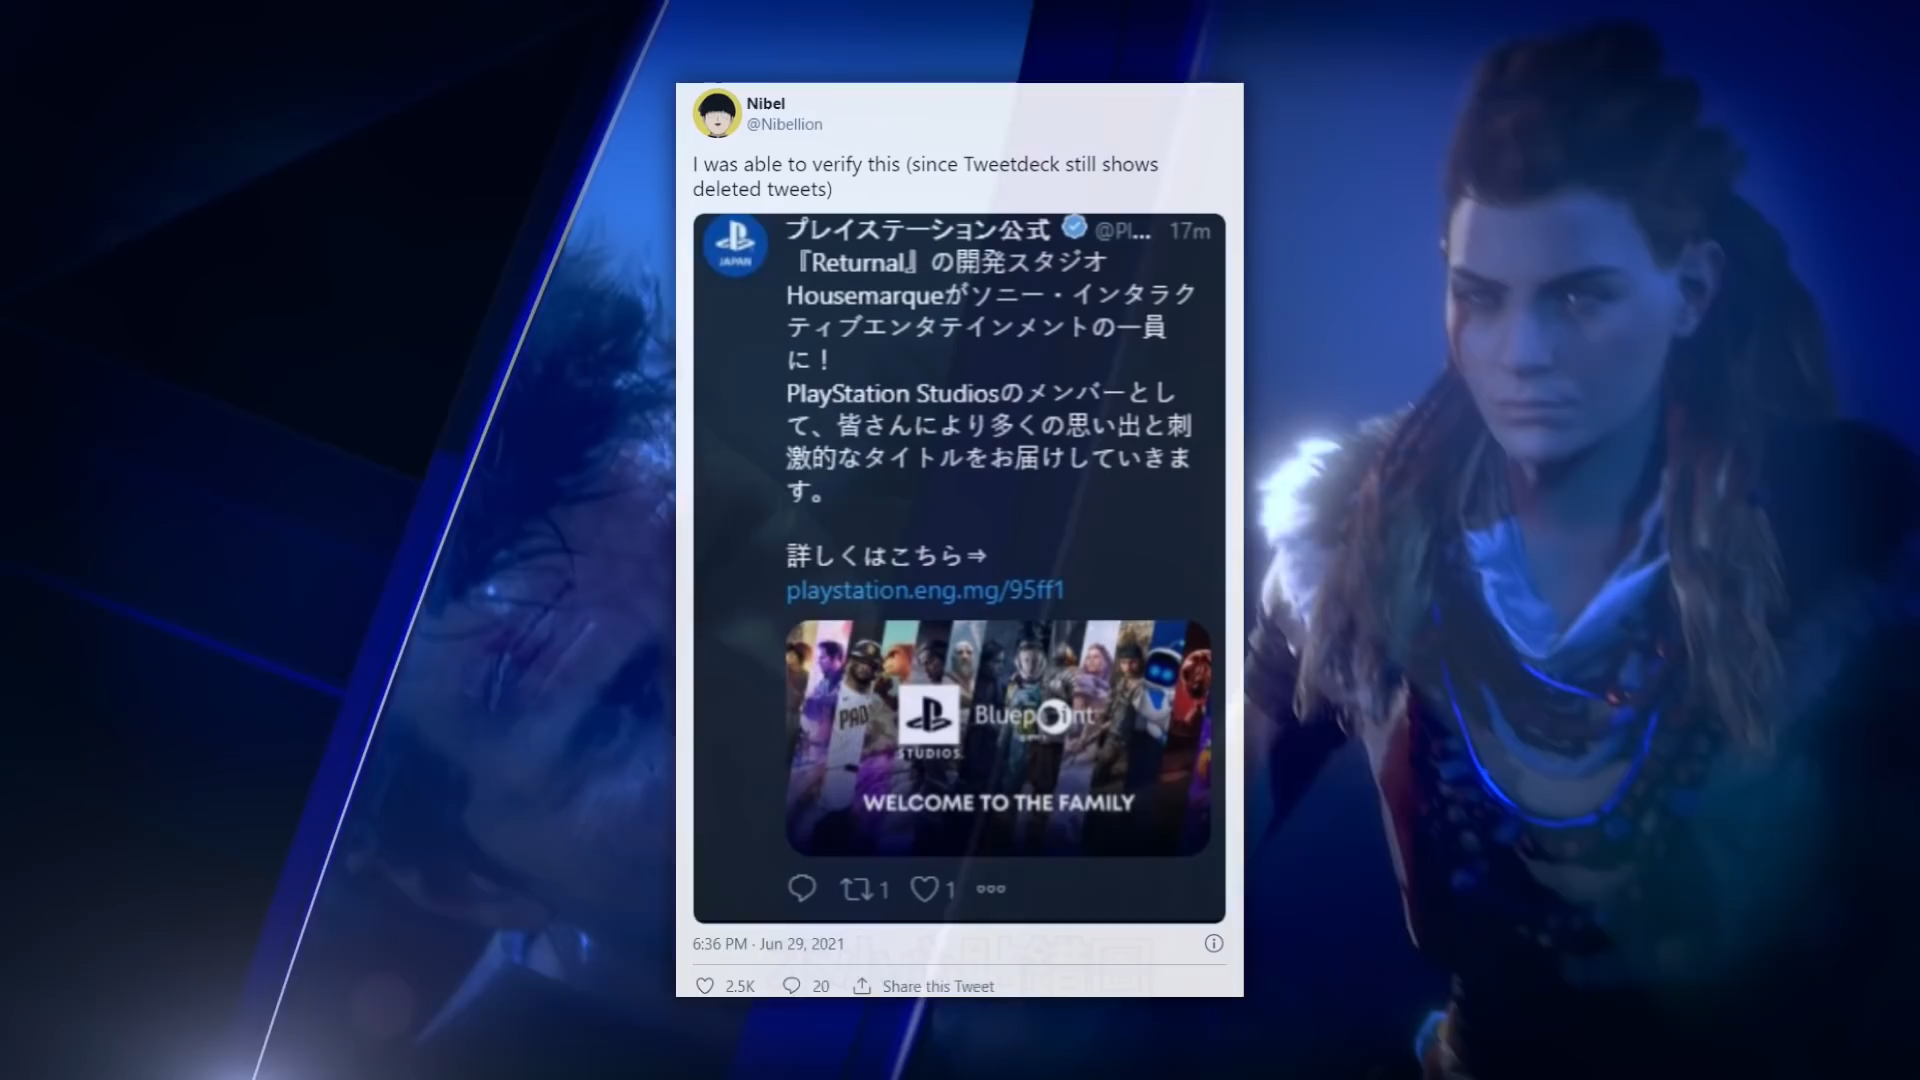 Nibel
@Nibellion
I was able to verify this (since Tweetdeck still shows
deleted tweets)
プレイステーション公式 @Pl... 17m
JAPAN
『Returnal』の開発スタジオ
Housemarqueがソニー・インタラク
ティブエンタテインメントの一員
に！
PlayStation Studiosのメンバーとし
て、皆さんにより多くの思い出と刺
激的なタイトルをお届けしていきま
す。
詳しくはこちら⇒
playstation.eng.mg/95ff1
PAD
Bluepoint
STUDIOS
WELCOME TO THE FAMILY
1 1
6:36 PM · Jun 29, 2021
2.5K 20 Share this Tweet